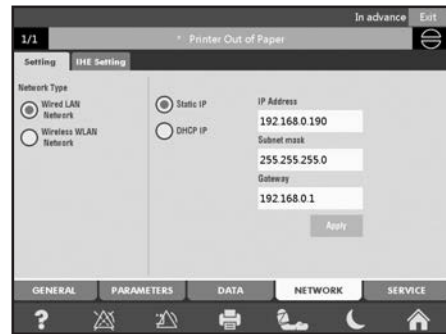 In advance Exit
1/1 * Printer Out of Paper
Setting IHE Setting
Network Type
Wired LAN Network
Wireless WLAN Network
Static IP
DHCP IP
IP Address
192.168.0.190
Subnet mask
255.255.255.0
Gateway
192.168.0.1
Apply
GENERAL PARAMETERS DATA NETWORK SERVICE
?